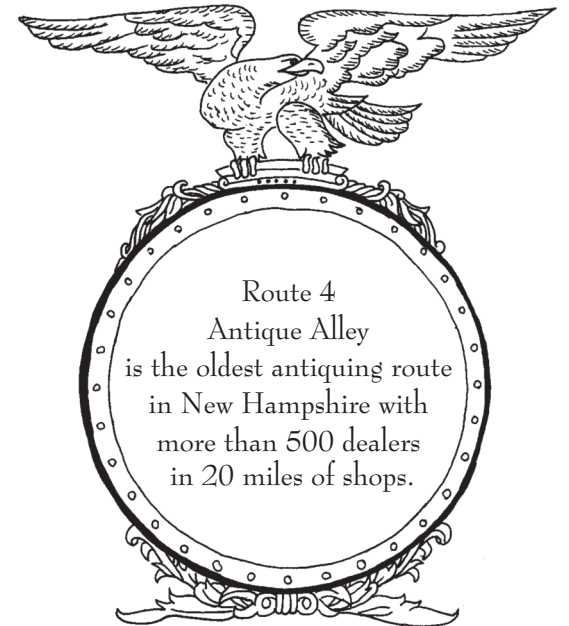 Route 4
Antique Alley
is the oldest antiquing route
in New Hampshire with
more than 500 dealers
in 20 miles of shops.